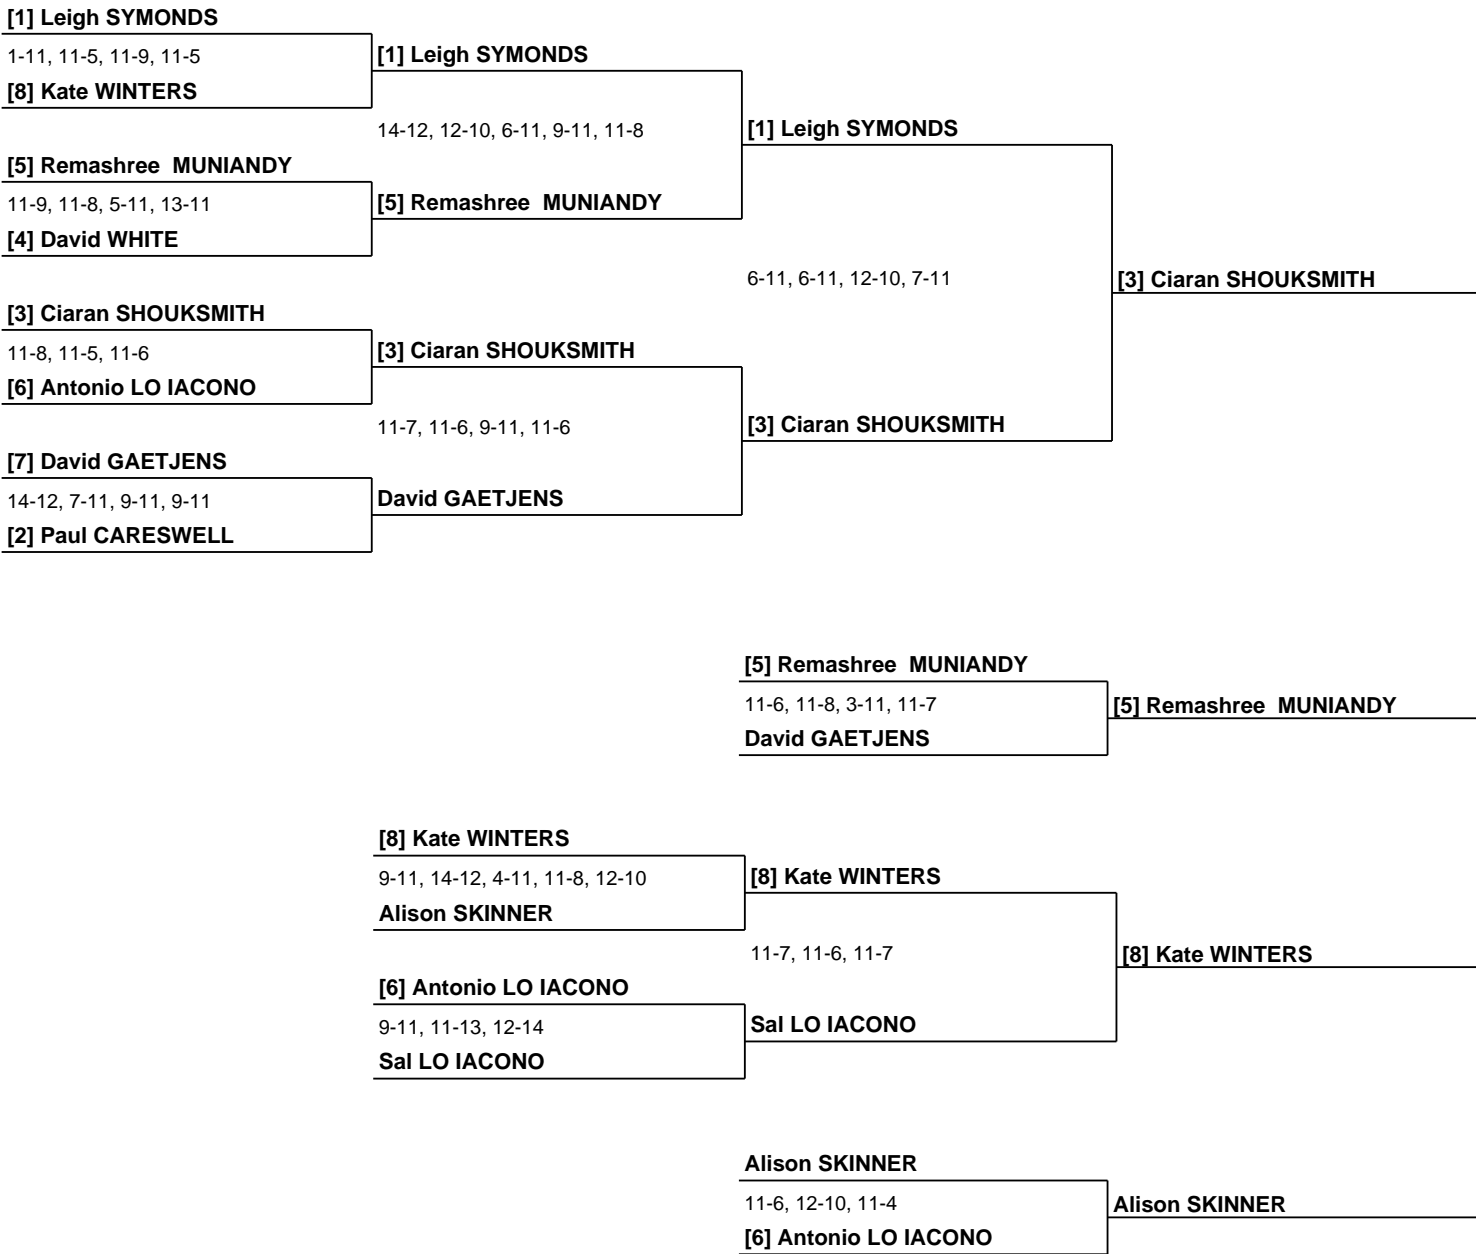 [1] Leigh SYMONDS
1-11, 11-5, 11-9, 11-5
[8] Kate WINTERS
[1] Leigh SYMONDS
14-12, 12-10, 6-11, 9-11, 11-8
[1] Leigh SYMONDS
[5] Remashree  MUNIANDY
11-9, 11-8, 5-11, 13-11
[4] David WHITE
[5] Remashree  MUNIANDY
6-11, 6-11, 12-10, 7-11
[3] Ciaran SHOUKSMITH
[3] Ciaran SHOUKSMITH
11-8, 11-5, 11-6
[6] Antonio LO IACONO
[3] Ciaran SHOUKSMITH
11-7, 11-6, 9-11, 11-6
[3] Ciaran SHOUKSMITH
[7] David GAETJENS
14-12, 7-11, 9-11, 9-11
[2] Paul CARESWELL
David GAETJENS
[5] Remashree  MUNIANDY
11-6, 11-8, 3-11, 11-7
David GAETJENS
[5] Remashree  MUNIANDY
[8] Kate WINTERS
9-11, 14-12, 4-11, 11-8, 12-10
Alison SKINNER
[8] Kate WINTERS
11-7, 11-6, 11-7
[8] Kate WINTERS
[6] Antonio LO IACONO
9-11, 11-13, 12-14
Sal LO IACONO
Sal LO IACONO
Alison SKINNER
11-6, 12-10, 11-4
[6] Antonio LO IACONO
Alison SKINNER